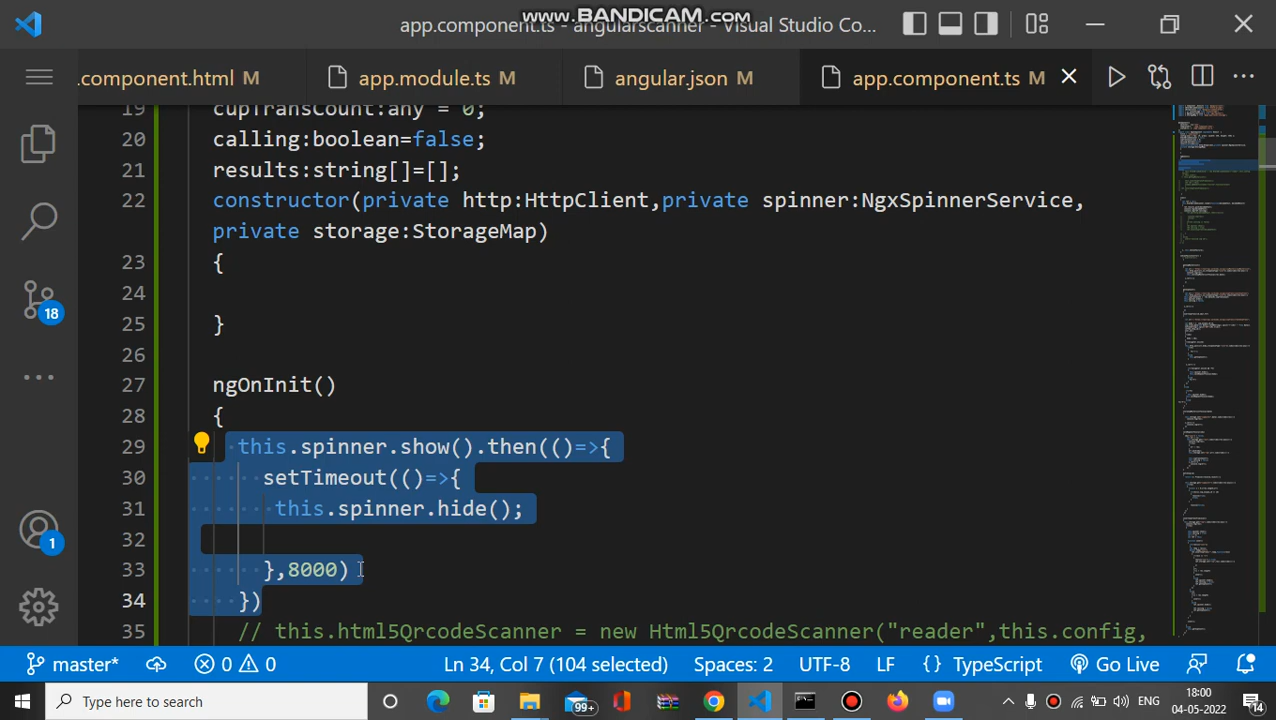 www.BANDICAM.com
app.component.ts - angularscanner - Visual Studio Co...
.component.html M
app.module.ts M
angular.json M
app.component.ts M
19 cupTransCount:any = 0;
20 calling:boolean=false;
21 results:string[]=[];
22 constructor(private http:HttpClient,private spinner:NgxSpinnerService,
private storage:StorageMap)
23 {
24
25 }
26
27 ngOnInit()
28 {
29 this.spinner.show().then(()=>{
30 setTimeout(()=>{
31 this.spinner.hide();
32
33 },8000)
34 })
35 // this.html5QrcodeScanner = new Html5QrcodeScanner("reader",this.config,
18
1
master*
0 0
Ln 34, Col 7 (104 selected)
Spaces: 2
UTF-8
LF
{ } TypeScript
Go Live
Type here to search
99+
ENG
18:00
04-05-2022
14